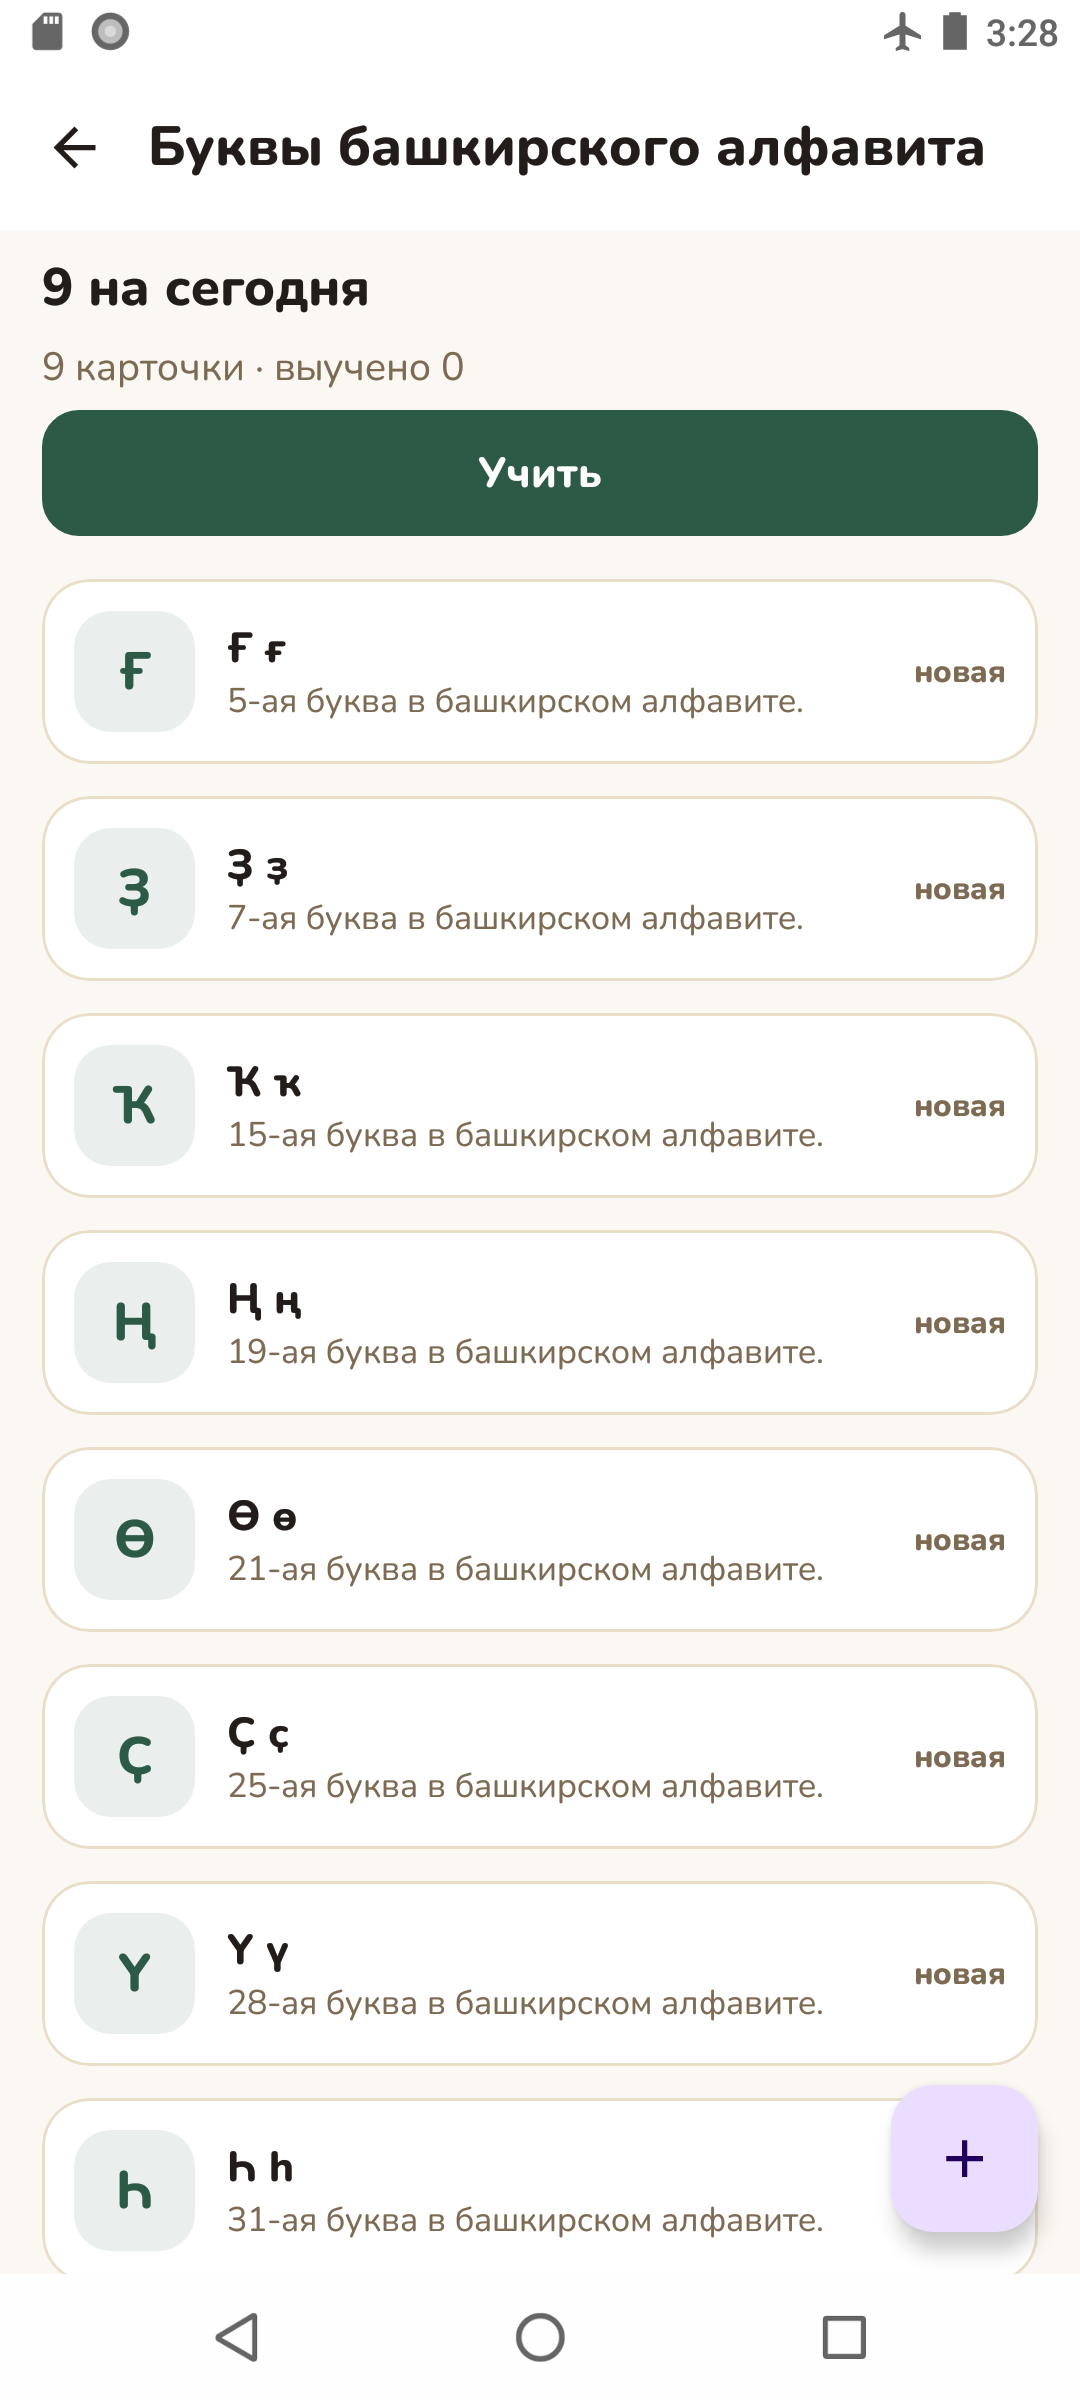 3:28
Буквы башкирского алфавита
9 на сегодня
9 карточки · выучено 0
Учить
Ғ
Ғ ғ
5-ая буква в башкирском алфавите.
новая
Ҙ
Ҙ ҙ
7-ая буква в башкирском алфавите.
новая
Ҡ
Ҡ ҡ
15-ая буква в башкирском алфавите.
новая
Ң
Ң ң
19-ая буква в башкирском алфавите.
новая
Ө
Ө ө
21-ая буква в башкирском алфавите.
новая
Ҫ
Ҫ ҫ
25-ая буква в башкирском алфавите.
новая
Ү
Ү ү
28-ая буква в башкирском алфавите.
новая
Һ
Һ һ
31-ая буква в башкирском алфавите.